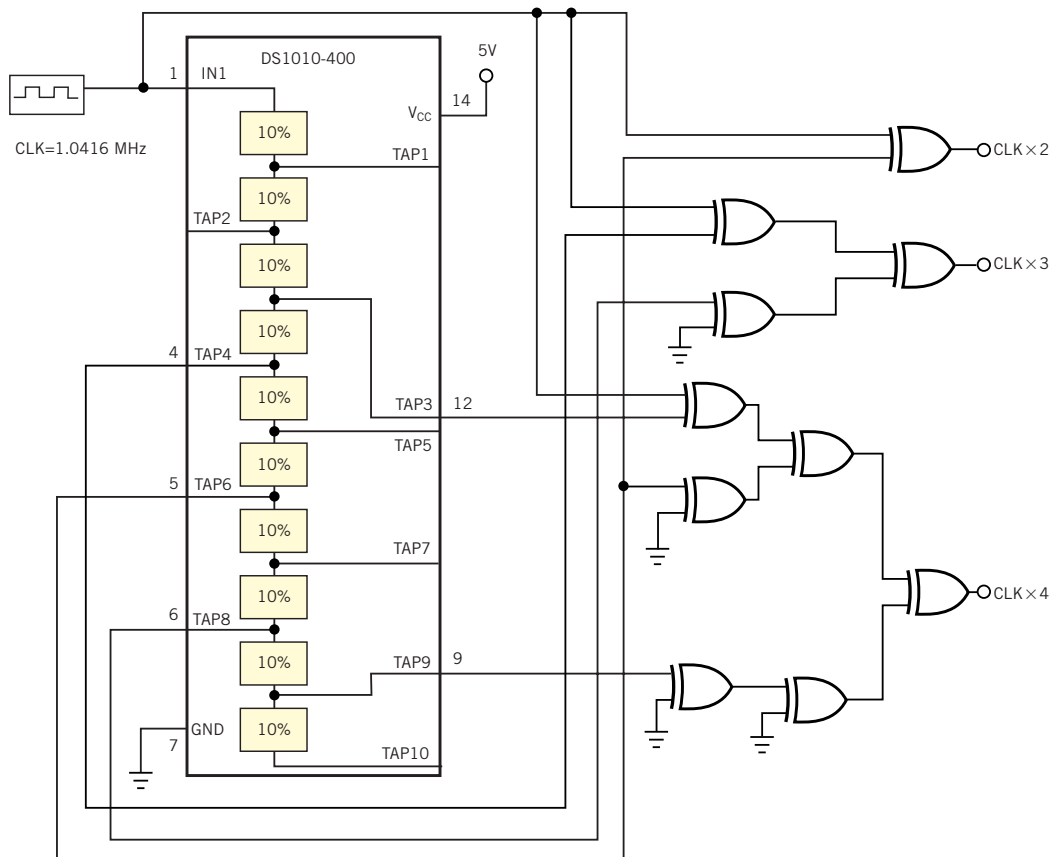 DS1010-400
5V
1
IN1
14
VCC
10%
CLK=1.0416 MHz
TAP1
CLK×2
10%
TAP2
10%
CLK×3
10%
4
TAP4
10%
TAP3
12
TAP5
10%
5
TAP6
10%
TAP7
10%
CLK×4
6
TAP8
10%
TAP9
9
10%
GND
7
TAP10